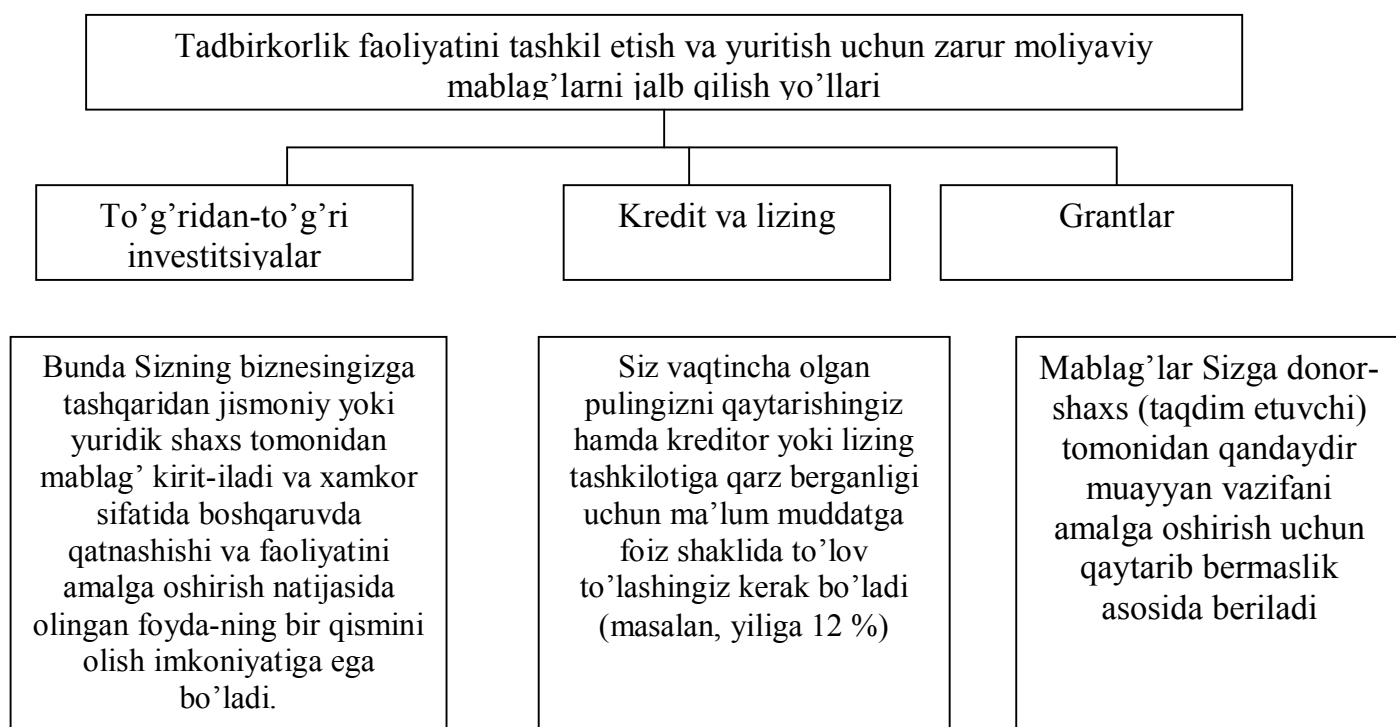 Tadbirkorlik faoliyatini tashkil etish va yuritish uchun zarur moliyaviy
mablag’larni jalb qilish yo’llari
To’g’ridan-to’g’ri
investitsiyalar
Kredit va lizing
Grantlar
Bunda Sizning biznesingizga
tashqaridan jismoniy yoki
yuridik shaxs tomonidan
mablag’ kirit-iladi va xamkor
sifatida boshqaruvda
qatnashishi va faoliyatini
amalga oshirish natijasida
olingan foyda-ning bir qismini
olish imkoniyatiga ega
bo’ladi.
Siz vaqtincha olgan
pulingizni qaytarishingiz
hamda kreditor yoki lizing
tashkilotiga qarz berganligi
uchun ma’lum muddatga
foiz shaklida to’lov
to’lashingiz kerak bo’ladi
(masalan, yiliga 12 %)
Mablag’lar Sizga donor-
shaxs (taqdim etuvchi)
tomonidan qandaydir
muayyan vazifani
amalga oshirish uchun
qaytarib bermaslik
asosida beriladi